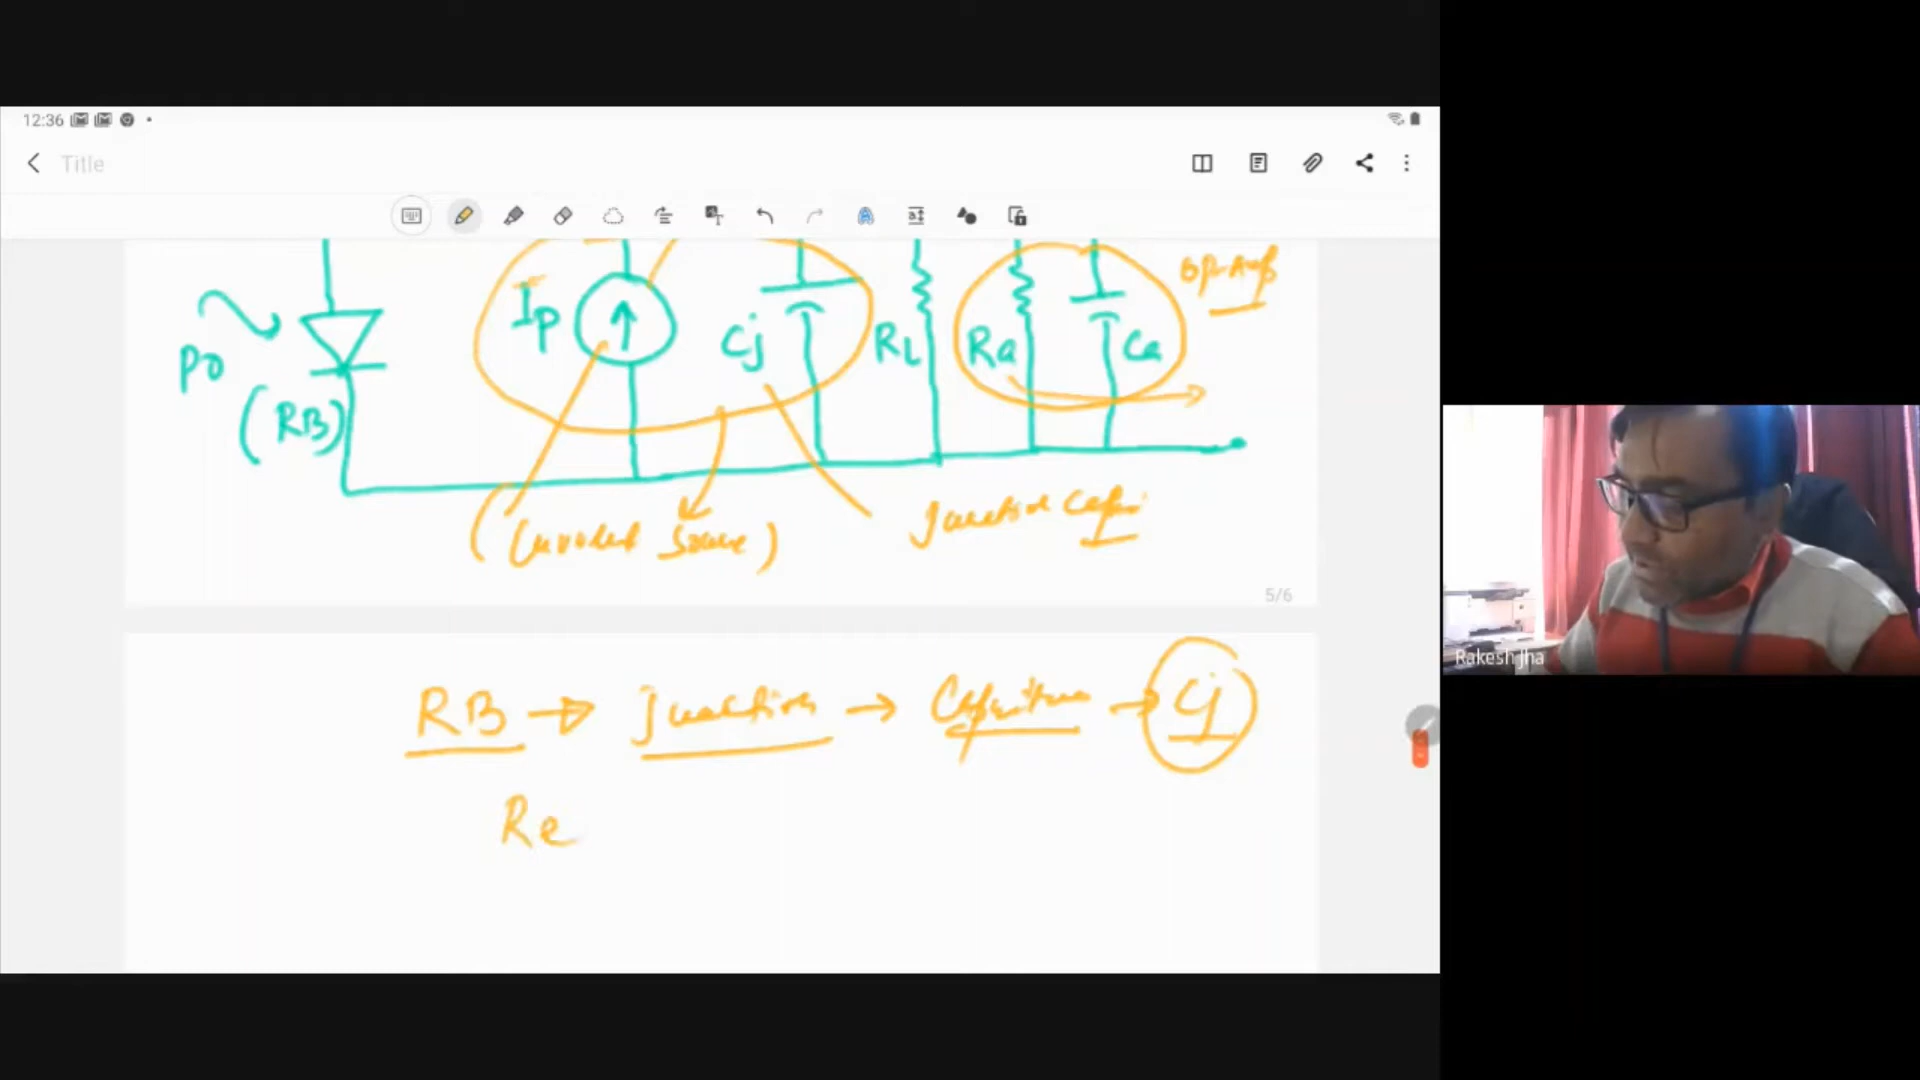 12:36
Title
OP-Amp
Ip
Cj
RL
Ra
Ca
Po
(RB)
(Current Source)
Junction Capa
5/6
RB → junction → Capacitance → Cj
Re
Rakesh Jha